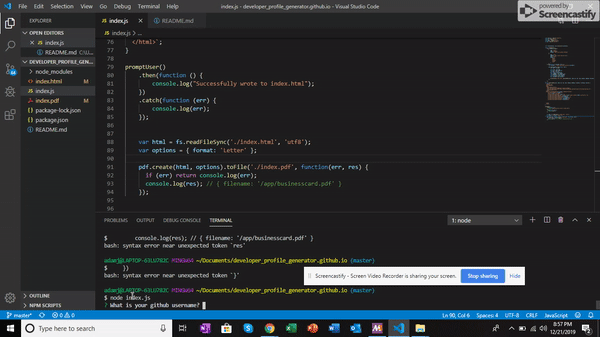 File Edit Selection View Go Debug Terminal Help
index.js - developer_profile_generator.github.io - Visual Studio Code
powered by
Screencastify
EXPLORER
OPEN EDITORS
index.js
README.md
DEVELOPER_PROFILE_GEN...
node_modules
index.html M
index.js
index.pdf M
package-lock.json
package.json
README.md
OUTLINE
NPM SCRIPTS
index.js
README.md
index.js > ...
76 </html>`;
77 }
78
79 promptUser()
80 .then(function () {
81 console.log("Successfully wrote to index.html");
82 })
83 .catch(function (err) {
84 console.log(err);
85 });
86
87
88 var html = fs.readFileSync('./index.html', 'utf8');
89 var options = { format: 'Letter' };
90
91 pdf.create(html, options).toFile('./index.pdf', function(err, res) {
92 if (err) return console.log(err);
93 console.log(res); // { filename: '/app/businesscard.pdf' }
94 });
PROBLEMS OUTPUT DEBUG CONSOLE TERMINAL
1: node
$ console.log(res); // { filename: '/app/businesscard.pdf' }
bash: syntax error near unexpected token `res'
~/Documents/developer_profile_generator.github.io (master)
$ })
bash: syntax error near unexpected token `}'
~/Documents/developer_profile_generator.github.io (master)
$ node index.js
? What is your github username?
Screencastify - Screen Video Recorder is sharing your screen.
Stop sharing
Hide
master*
0 0
Ln 90, Col 6 Spaces: 4 UTF-8 CRLF JavaScript
Type here to search
8:57 PM
12/21/2019